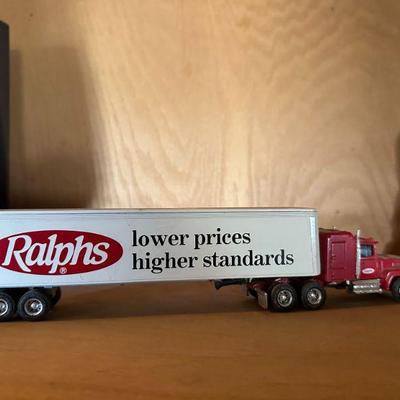 Ralphs®
lower prices
higher standards